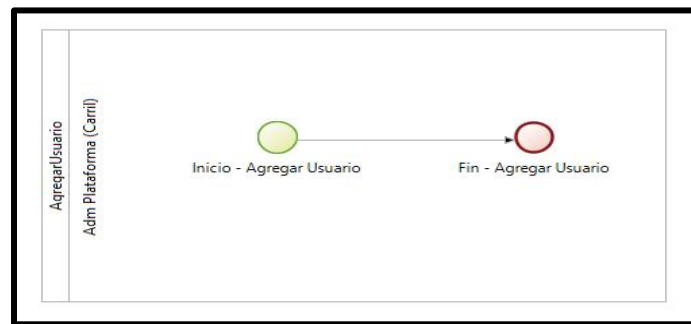 AgregarUsuario
Adm Plataforma (Carril)
Inicio - Agregar Usuario
Fin - Agregar Usuario